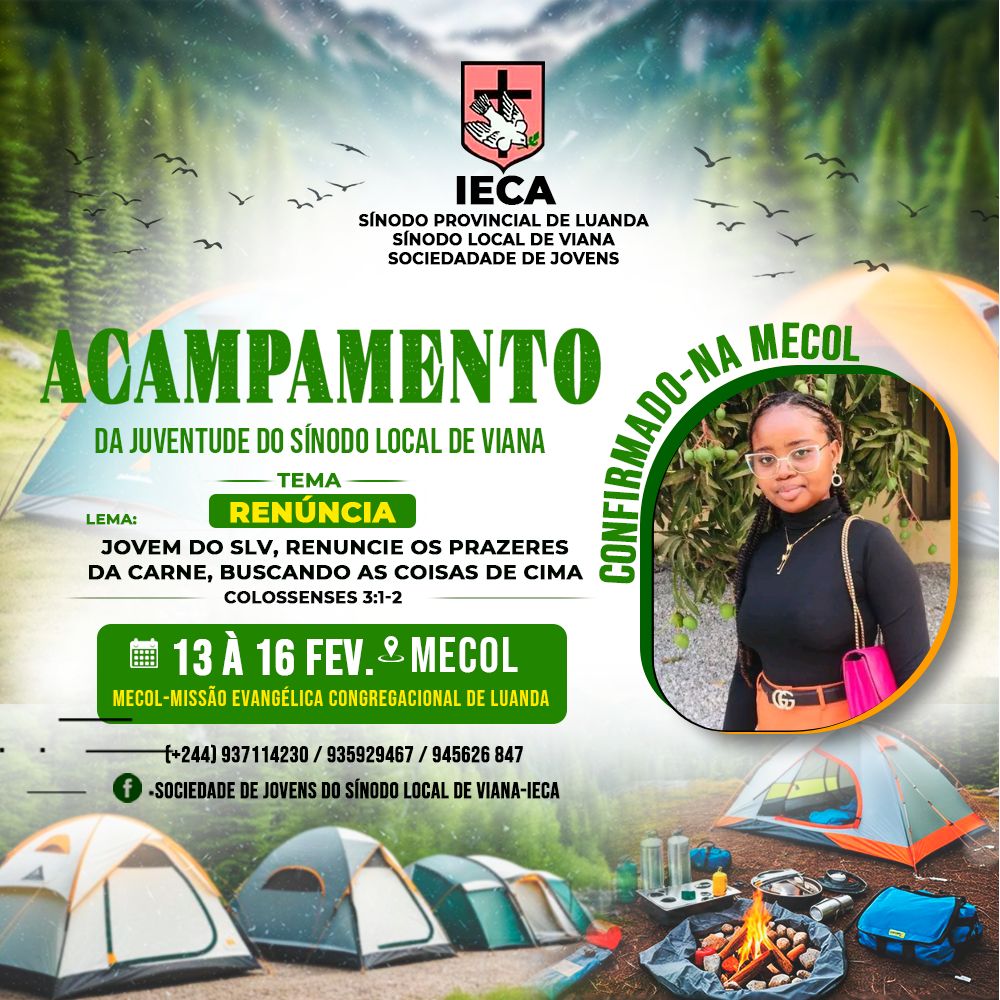 IECA
SÍNODO PROVINCIAL DE LUANDA
SÍNODO LOCAL DE VIANA
SOCIEDADADE DE JOVENS
ACAMPAMENTO
DA JUVENTUDE DO SÍNODO LOCAL DE VIANA
TEMA
RENÚNCIA
LEMA:
JOVEM DO SLV, RENUNCIE OS PRAZERES
DA CARNE, BUSCANDO AS COISAS DE CIMA
COLOSSENSES 3:1-2
13 À 16 FEV. MECOL
MECOL-MISSÃO EVANGÉLICA CONGREGACIONAL DE LUANDA
(+244) 937114230 / 935929467 / 945626 847
f -SOCIEDADE DE JOVENS DO SÍNODO LOCAL DE VIANA-IECA
CONFIRMADO-NA MECOL